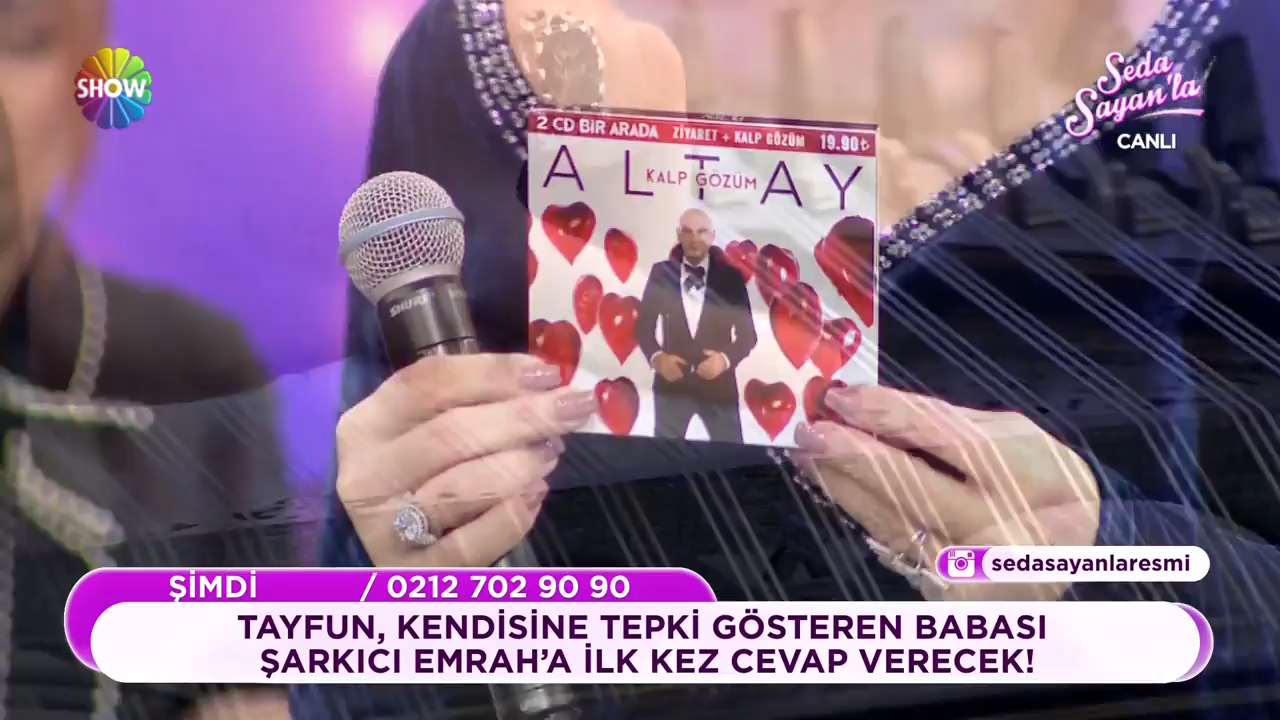 SHOW
Seda
Sayan'la
CANLI
2 CD BİR ARADA ZİYARET + KALP GÖZÜM 19.90₺
ALTAY
KALP GÖZÜM
SHURE
sedasayanlaresmi
ŞİMDİ / 0212 702 90 90
TAYFUN, KENDİSİNE TEPKİ GÖSTEREN BABASI
ŞARKICI EMRAH'A İLK KEZ CEVAP VERECEK!